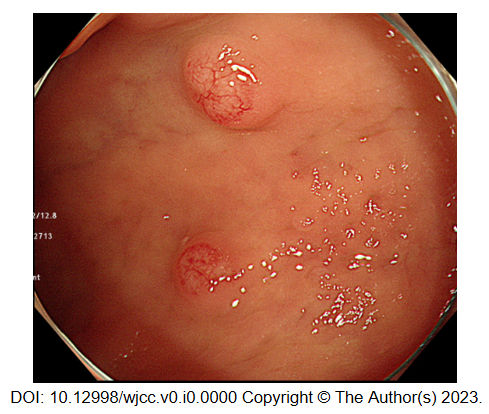 2/12.8
2713
nt
DOI: 10.12998/wjcc.v0.i0.0000 Copyright © The Author(s) 2023.